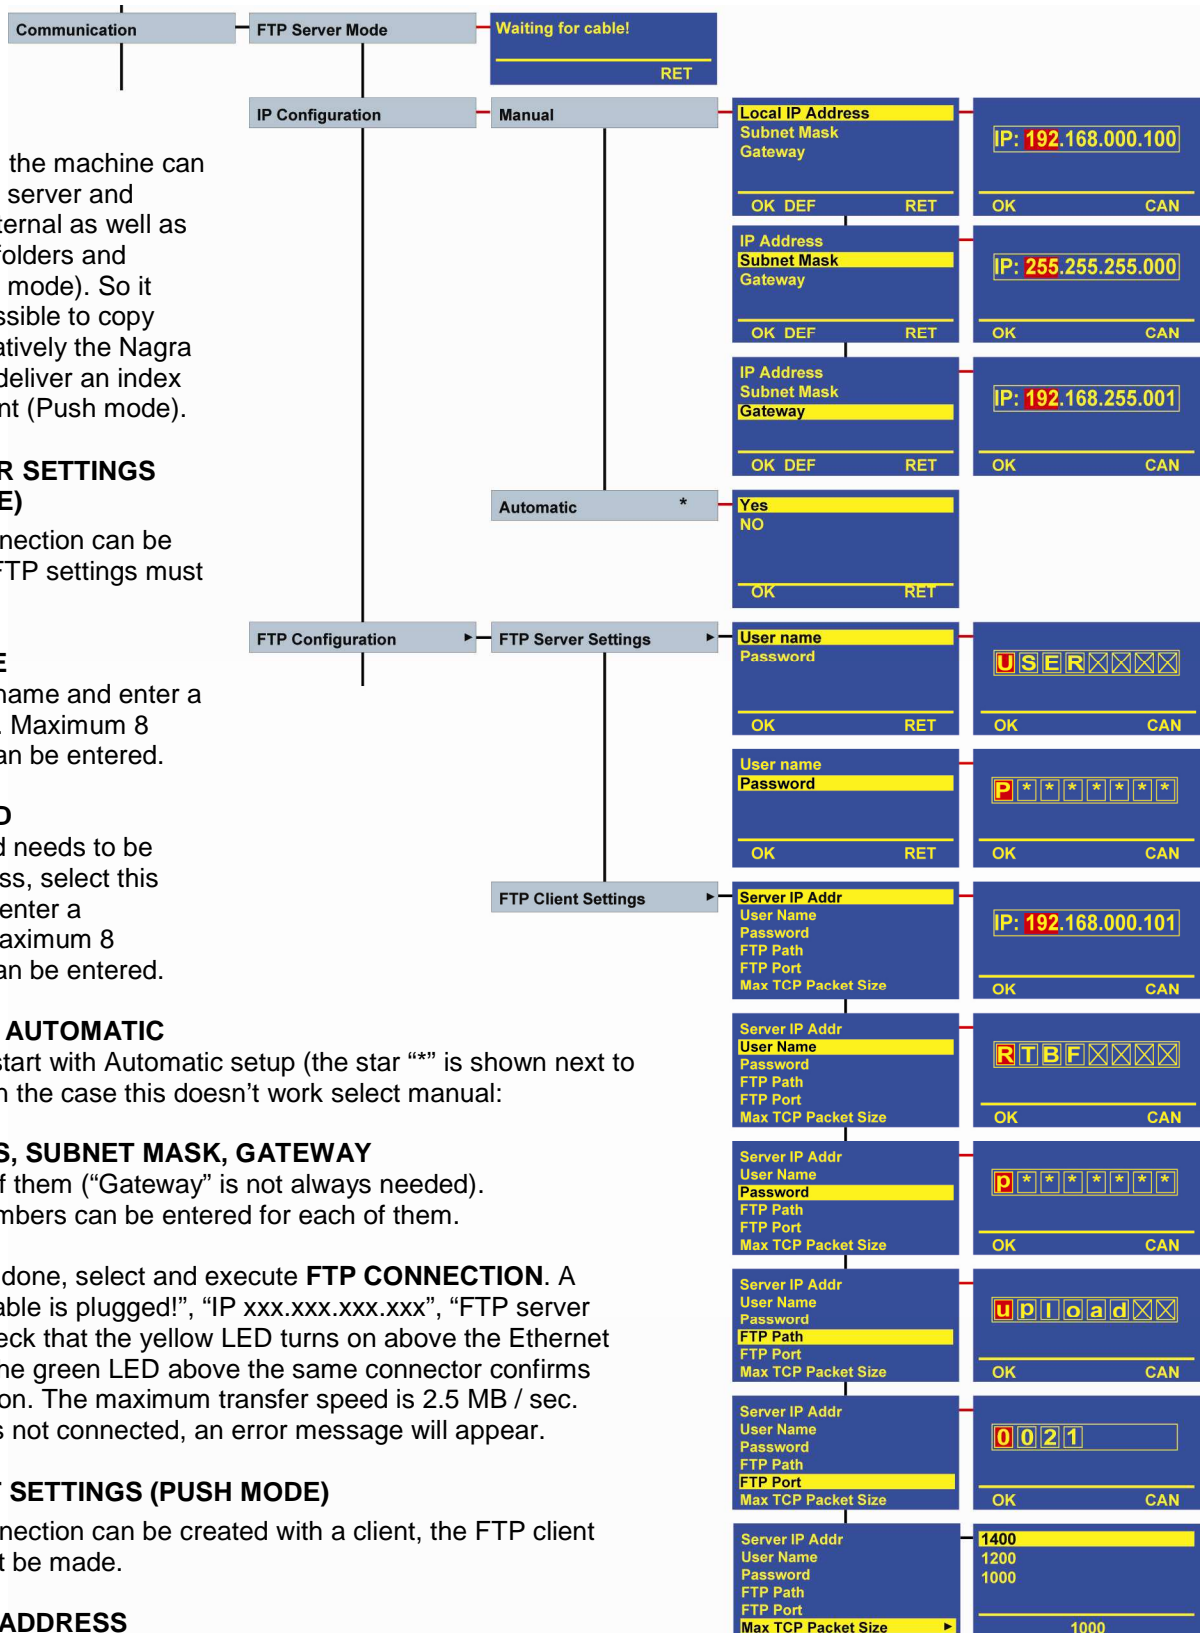 Communication
FTP Server Mode
Waiting for cable!
RET
IP Configuration
Manual
Local IP Address
Subnet Mask
Gateway
OK DEF RET
IP: 192.168.000.100
OK CAN
IP Address
Subnet Mask
Gateway
OK DEF RET
IP: 255.255.255.000
OK CAN
IP Address
Subnet Mask
Gateway
OK DEF RET
IP: 192.168.255.001
OK CAN
Automatic *
Yes
NO
OK RET
FTP Configuration ►
FTP Server Settings ►
User name
Password
OK RET
USER
OK CAN
User name
Password
OK RET
P*******
OK CAN
FTP Client Settings ►
Server IP Addr
User Name
Password
FTP Path
FTP Port
Max TCP Packet Size
IP: 192.168.000.101
OK CAN
Server IP Addr
User Name
Password
FTP Path
FTP Port
Max TCP Packet Size
RTBF
OK CAN
Server IP Addr
User Name
Password
FTP Path
FTP Port
Max TCP Packet Size
p*******
OK CAN
Server IP Addr
User Name
Password
FTP Path
FTP Port
Max TCP Packet Size
upload
OK CAN
Server IP Addr
User Name
Password
FTP Path
FTP Port
Max TCP Packet Size
0021
OK CAN
Server IP Addr
User Name
Password
FTP Path
FTP Port
Max TCP Packet Size ►
1400
1200
1000
1000
the machine can
server and
ternal as well as
folders and
mode). So it
ssible to copy
atively the Nagra
deliver an index
nt (Push mode).
R SETTINGS
E)
nnection can be
FTP settings must
E
name and enter a
. Maximum 8
an be entered.
D
d needs to be
ss, select this
enter a
aximum 8
an be entered.
AUTOMATIC
start with Automatic setup (the star “*” is shown next to
n the case this doesn’t work select manual:
S, SUBNET MASK, GATEWAY
of them (“Gateway” is not always needed).
mbers can be entered for each of them.
done, select and execute FTP CONNECTION. A
able is plugged!”, “IP xxx.xxx.xxx.xxx”, “FTP server
eck that the yellow LED turns on above the Ethernet
he green LED above the same connector confirms
on. The maximum transfer speed is 2.5 MB / sec.
s not connected, an error message will appear.
T SETTINGS (PUSH MODE)
nnection can be created with a client, the FTP client
t be made.
ADDRESS